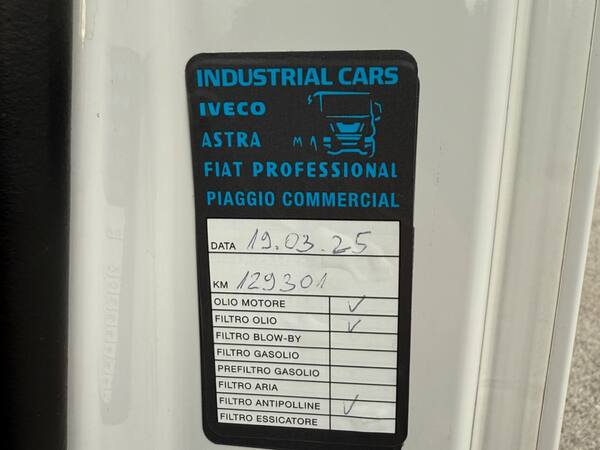 INDUSTRIAL CARS
IVECO
ASTRA
FIAT PROFESSIONAL
PIAGGIO COMMERCIAL
DATA 19.03.25
KM 129301
OLIO MOTORE ✓
FILTRO OLIO ✓
FILTRO BLOW-BY
FILTRO GASOLIO
PREFILTRO GASOLIO
FILTRO ARIA
FILTRO ANTIPOLLINE ✓
FILTRO ESSICATORE